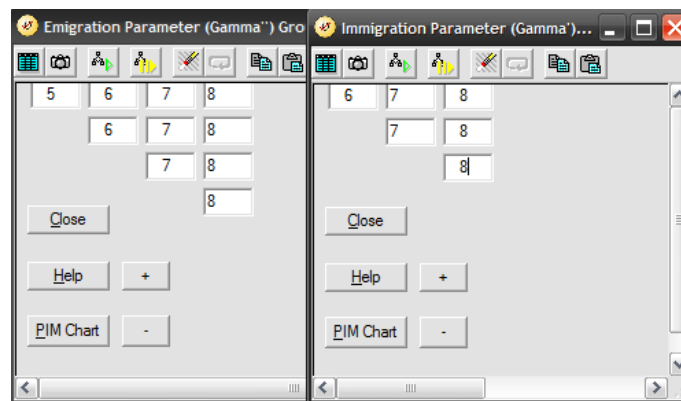 Emigration Parameter (Gamma'') Gro
5 6 7 8
6 7 8
7 8
8
Close
Help +
PIM Chart -
Immigration Parameter (Gamma')...
6 7 8
7 8
8
Close
Help +
PIM Chart -